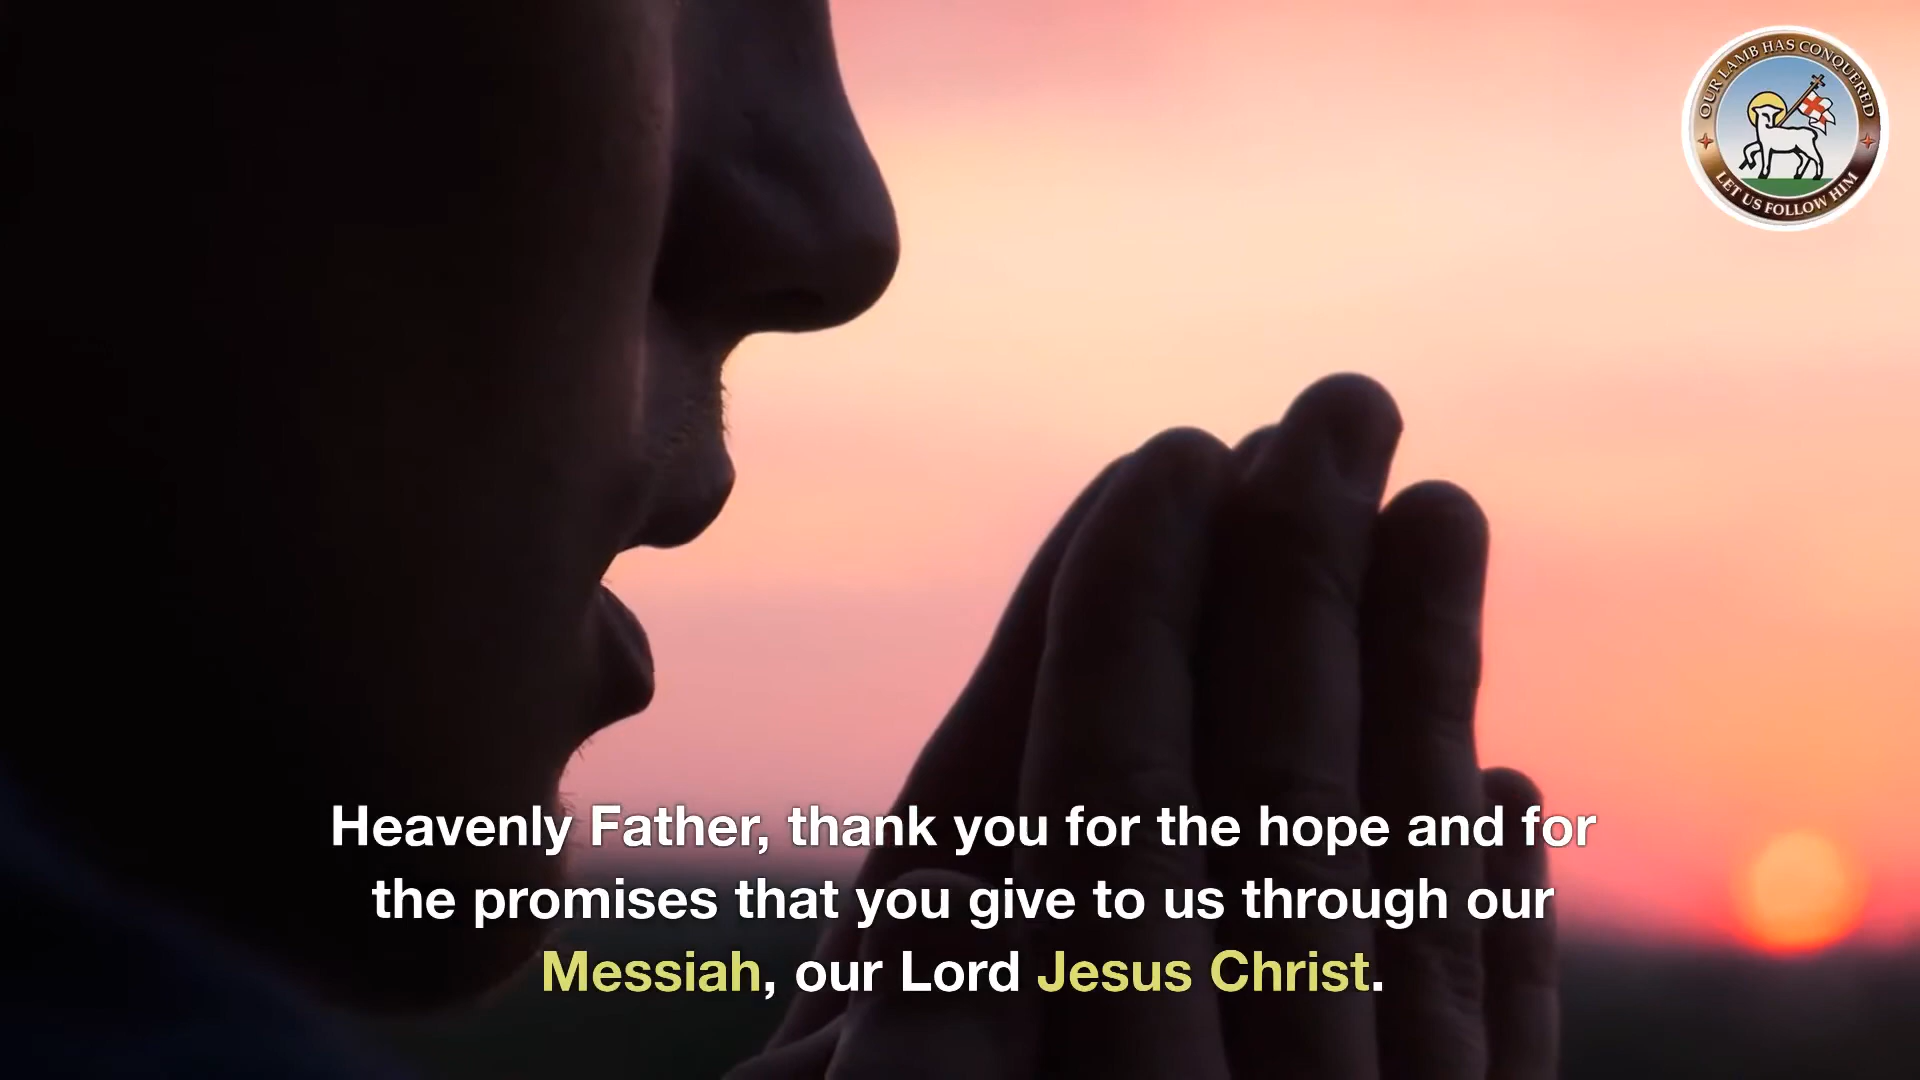 OUR LAMB HAS CONQUERED
LET US FOLLOW HIM
Heavenly Father, thank you for the hope and for
the promises that you give to us through our
Messiah, our Lord Jesus Christ.